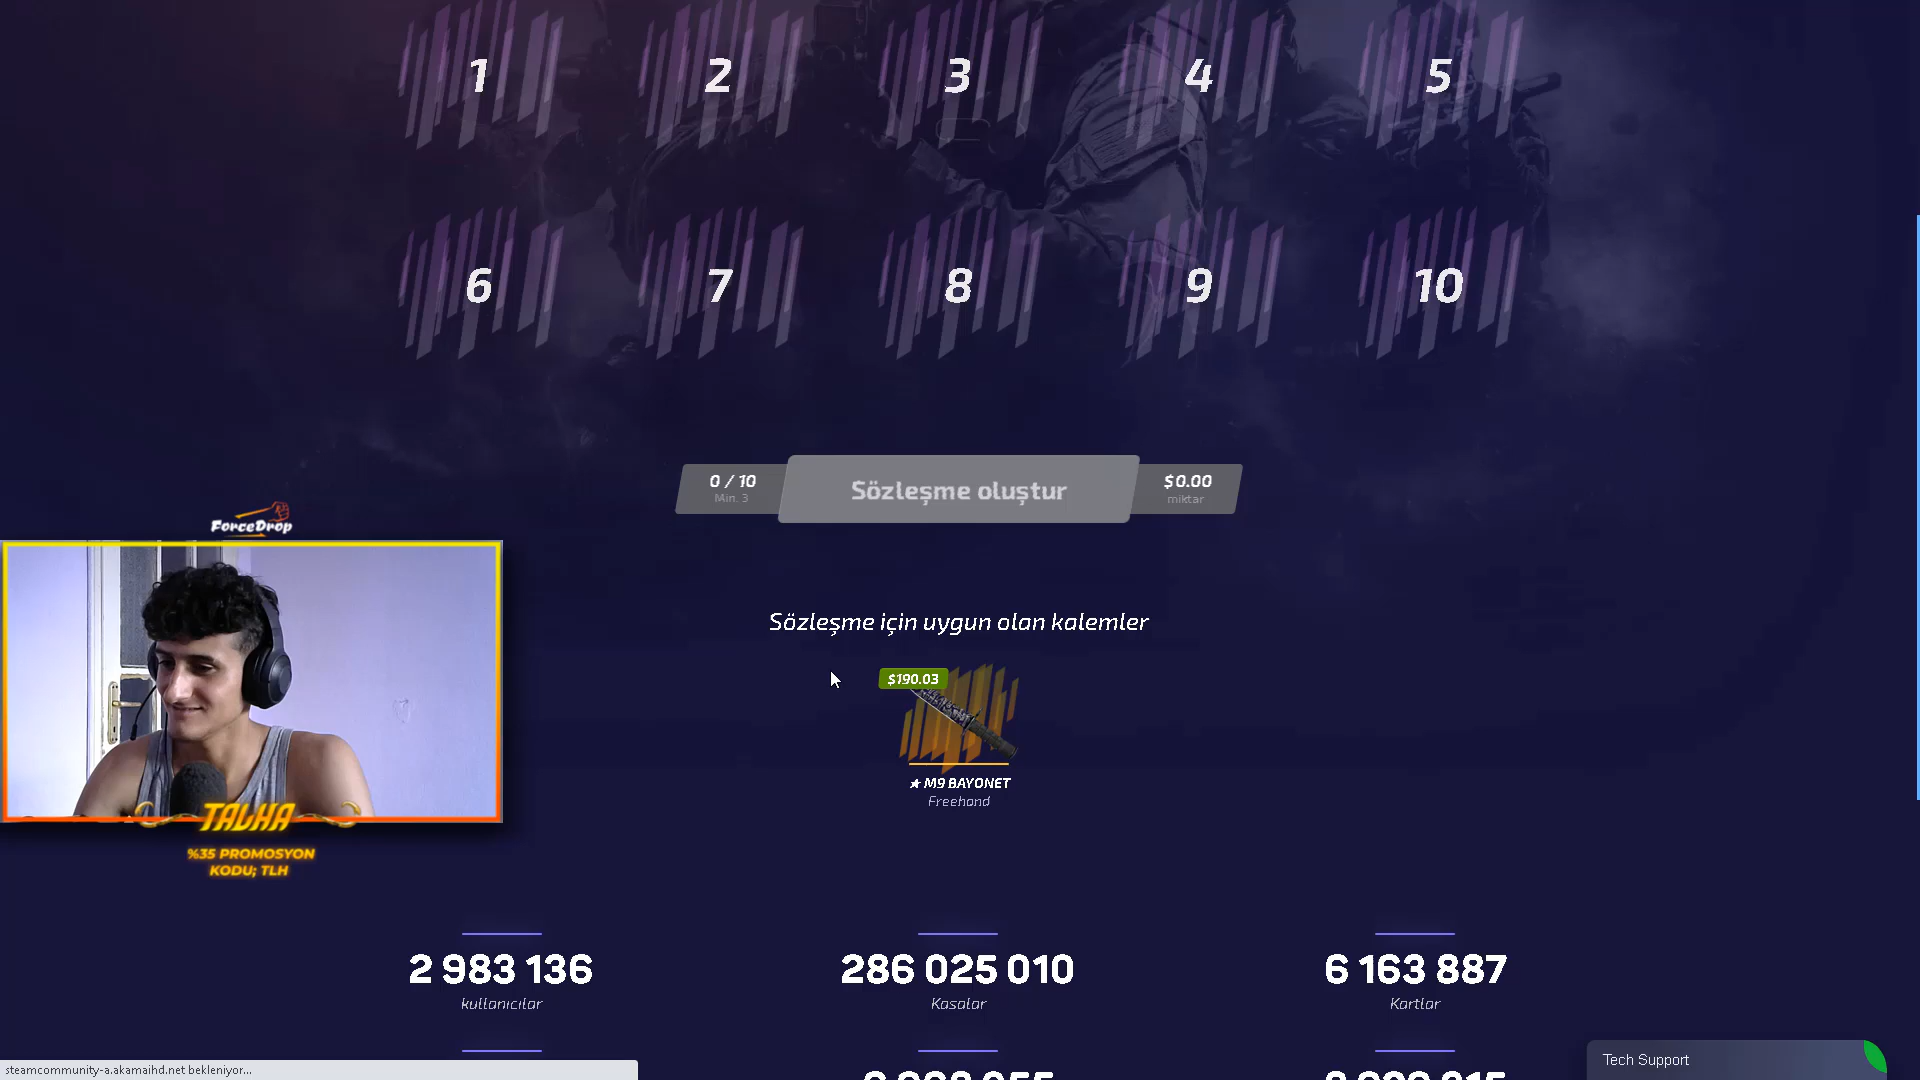 1
2
3
4
5
6
7
8
9
10
0 / 10
Min. 3
Sözleşme oluştur
$0.00
miktar
ForceDrop
Sözleşme için uygun olan kalemler
$190.03
★ M9 BAYONET
Freehand
TALHA
%35 PROMOSYON
KODU; TLH
2 983 136
kullanıcılar
286 025 010
Kasalar
6 163 887
Kartlar
Tech Support
steamcommunity-a.akamaihd.net bekleniyor...